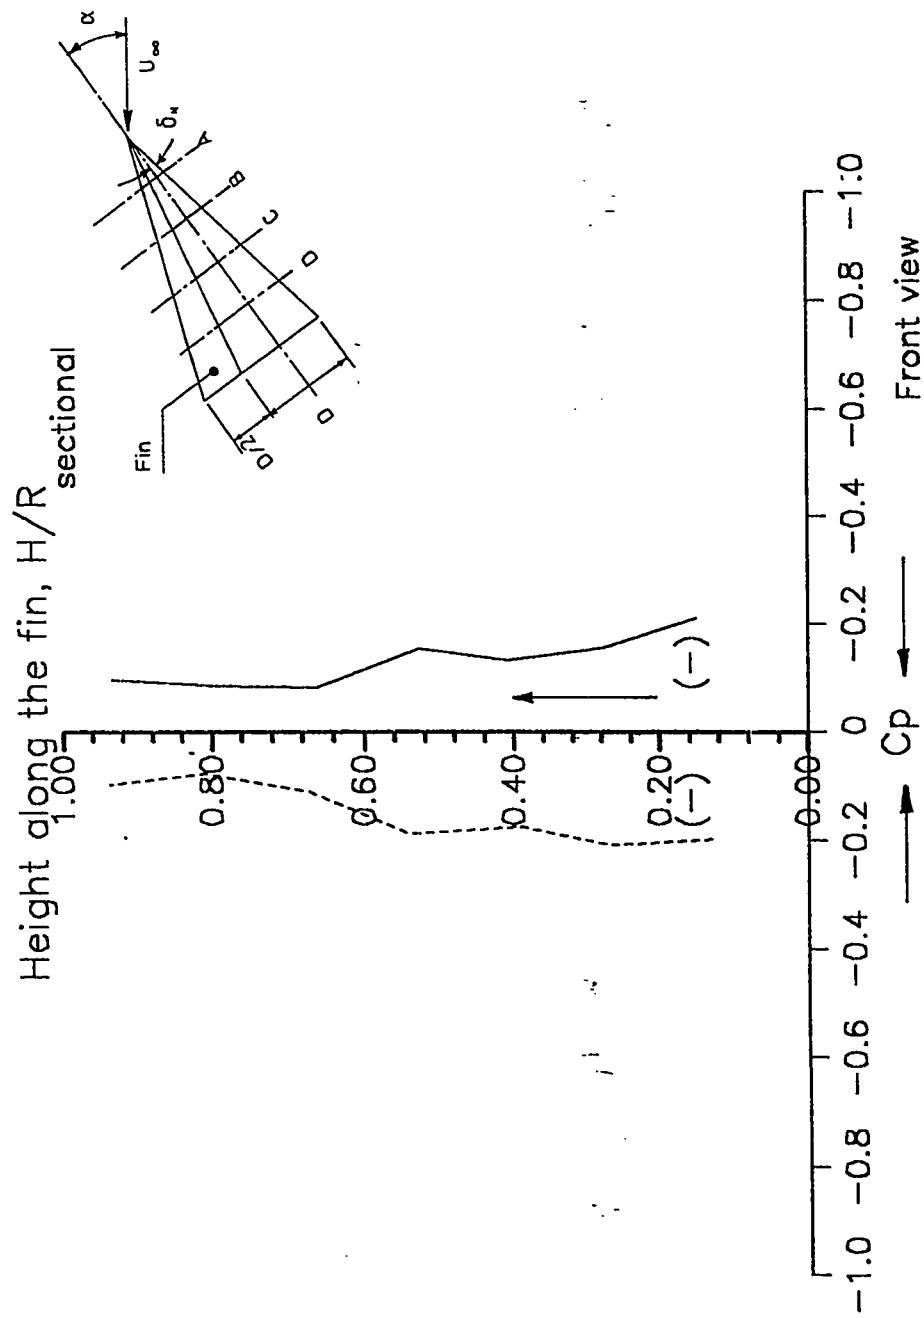 Height along the fin, H/R sectional
1.00
0.80
0.60
0.40
0.20
0.00
(-)
(-)
-1.0 -0.8 -0.6 -0.4 -0.2 0 -0.2 -0.4 -0.6 -0.8 -1.0
Cp
Front view
Fin
D/2
D
D
C
B
A
δN
U∞
α